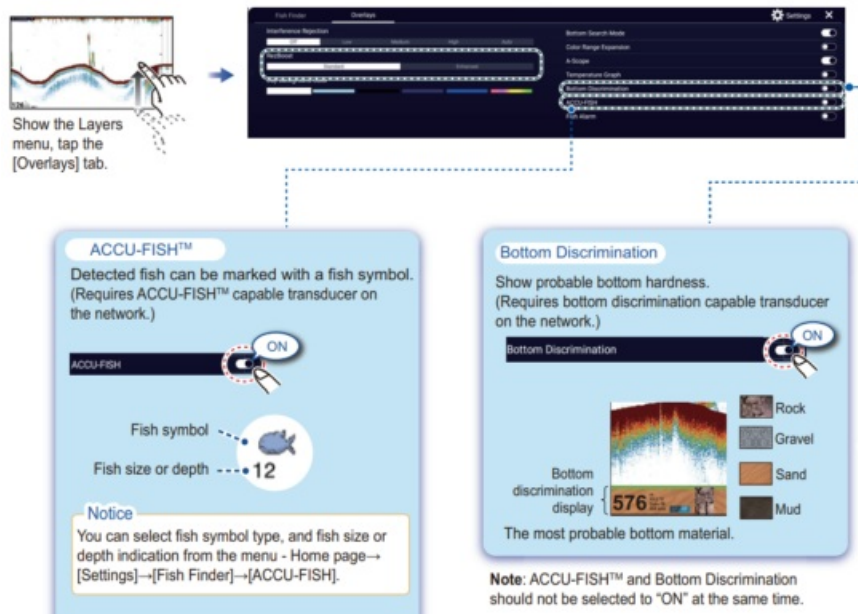 Fish Finder
Overlays
Settings X
Interference Rejection
Off Low Medium High Auto
RezBoost
Standard Enhanced
Bottom Search Mode
Color Range Expansion
A-Scope
Temperature Graph
Bottom Discrimination
ACCU-FISH
Fish Alarm
126
Show the Layers
menu, tap the
[Overlays] tab.
ACCU-FISH™
Detected fish can be marked with a fish symbol.
(Requires ACCU-FISH™ capable transducer on
the network.)
ON
ACCU-FISH
Fish symbol
Fish size or depth
12
Notice
You can select fish symbol type, and fish size or
depth indication from the menu - Home page→
[Settings]→[Fish Finder]→[ACCU-FISH].
Bottom Discrimination
Show probable bottom hardness.
(Requires bottom discrimination capable transducer
on the network.)
ON
Bottom Discrimination
Rock
Gravel
Sand
Mud
Bottom
discrimination
display
576
The most probable bottom material.
Note: ACCU-FISH™ and Bottom Discrimination
should not be selected to “ON” at the same time.